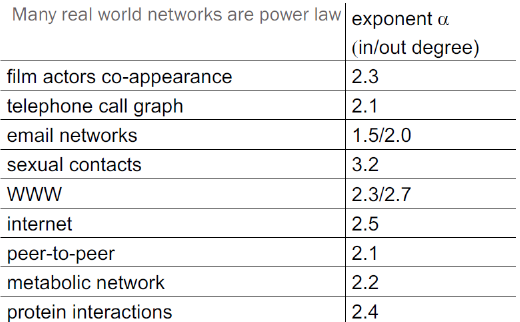 Many real world networks are power law exponent α
(in/out degree)
film actors co-appearance 2.3
telephone call graph 2.1
email networks 1.5/2.0
sexual contacts 3.2
WWW 2.3/2.7
internet 2.5
peer-to-peer 2.1
metabolic network 2.2
protein interactions 2.4